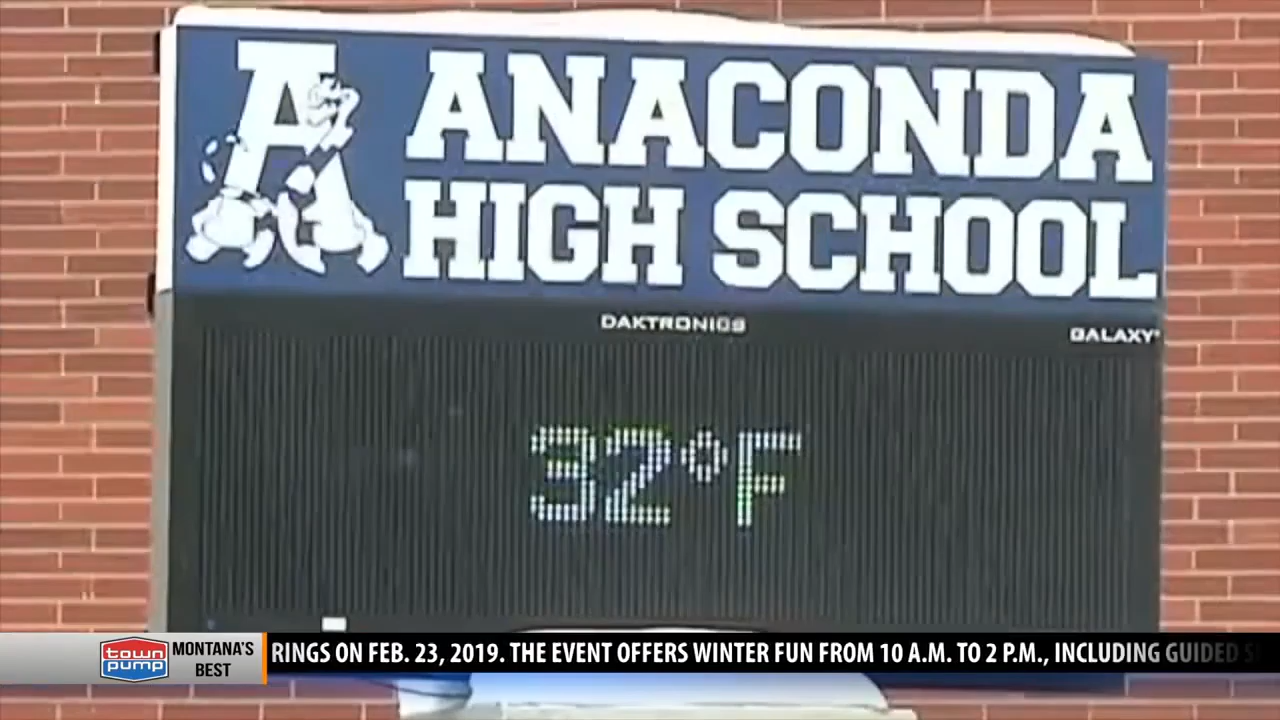 A ANACONDA
HIGH SCHOOL
DAKTRONICS
GALAXY
32°F
town
pump
MONTANA'S
BEST
RINGS ON FEB. 23, 2019. THE EVENT OFFERS WINTER FUN FROM 10 A.M. TO 2 P.M., INCLUDING GUIDED S